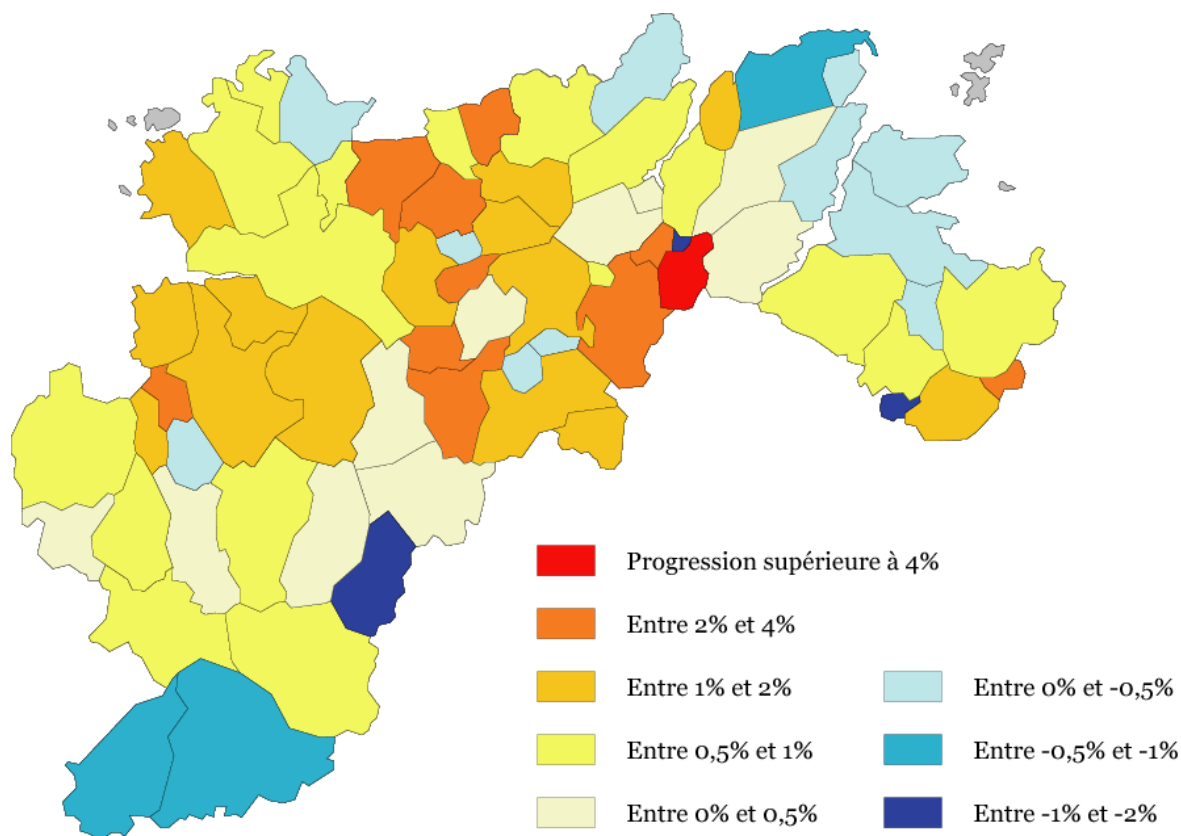 Progression supérieure à 4%
Entre 2% et 4%
Entre 1% et 2%
Entre 0,5% et 1%
Entre 0% et 0,5%
Entre 0% et -0,5%
Entre -0,5% et -1%
Entre -1% et -2%